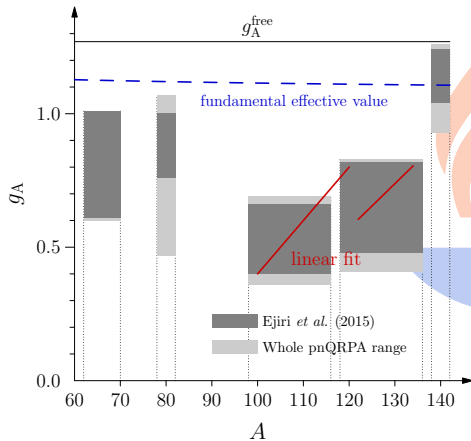 g_A^free
fundamental effective value
1.0
g_A
0.5
linear fit
Ejiri et al. (2015)
Whole pnQRPA range
0.0
60 70 80 90 100 110 120 130 140
A